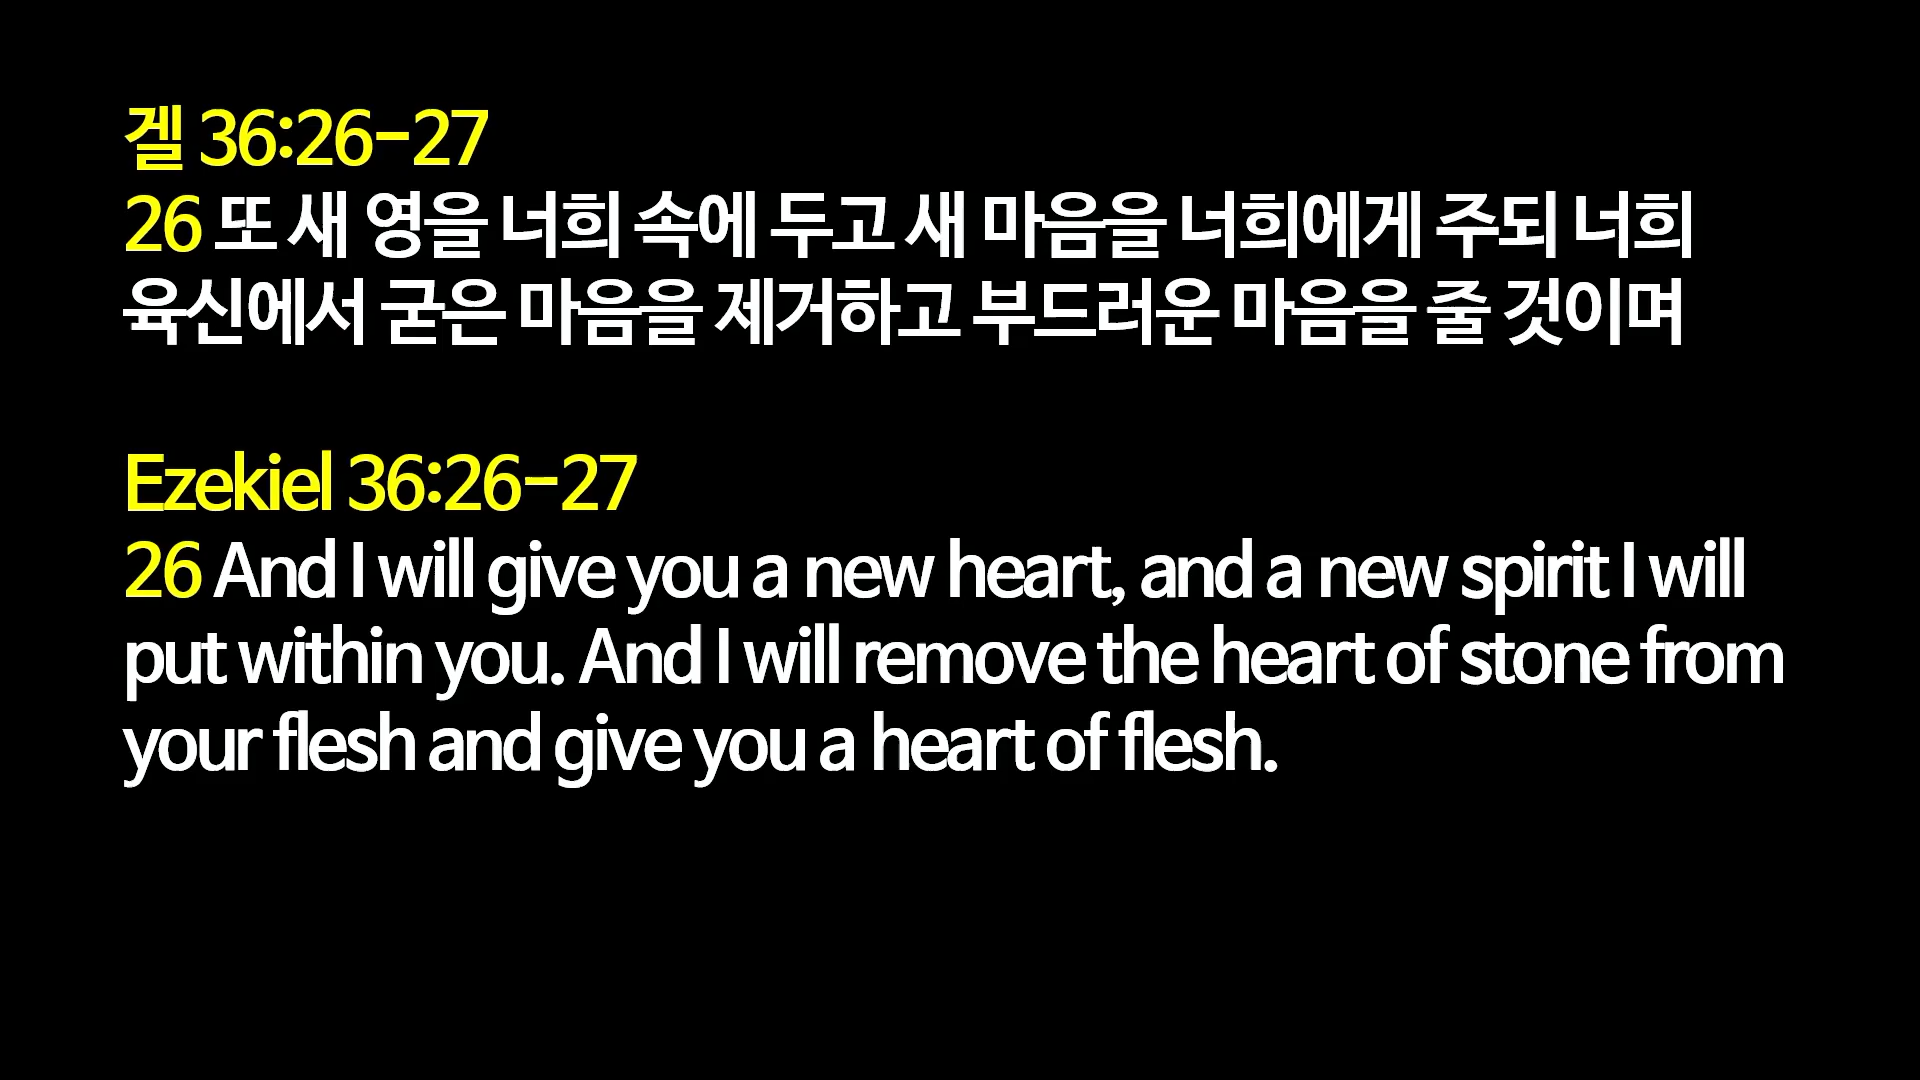 겔 36:26-27
26 또 새 영을 너희 속에 두고 새 마음을 너희에게 주되 너희
육신에서 굳은 마음을 제거하고 부드러운 마음을 줄 것이며
Ezekiel 36:26-27
26 And I will give you a new heart, and a new spirit I will
put within you. And I will remove the heart of stone from
your flesh and give you a heart of flesh.